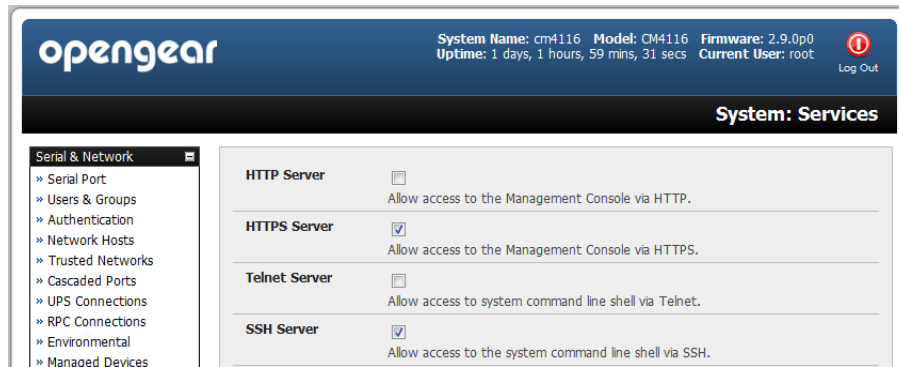 opengear
System Name: cm4116 Model: CM4116 Firmware: 2.9.0p0
Uptime: 1 days, 1 hours, 59 mins, 31 secs Current User: root
Log Out
System: Services
Serial & Network
» Serial Port
» Users & Groups
» Authentication
» Network Hosts
» Trusted Networks
» Cascaded Ports
» UPS Connections
» RPC Connections
» Environmental
» Managed Devices
HTTP Server
Allow access to the Management Console via HTTP.
HTTPS Server
Allow access to the Management Console via HTTPS.
Telnet Server
Allow access to system command line shell via Telnet.
SSH Server
Allow access to the system command line shell via SSH.